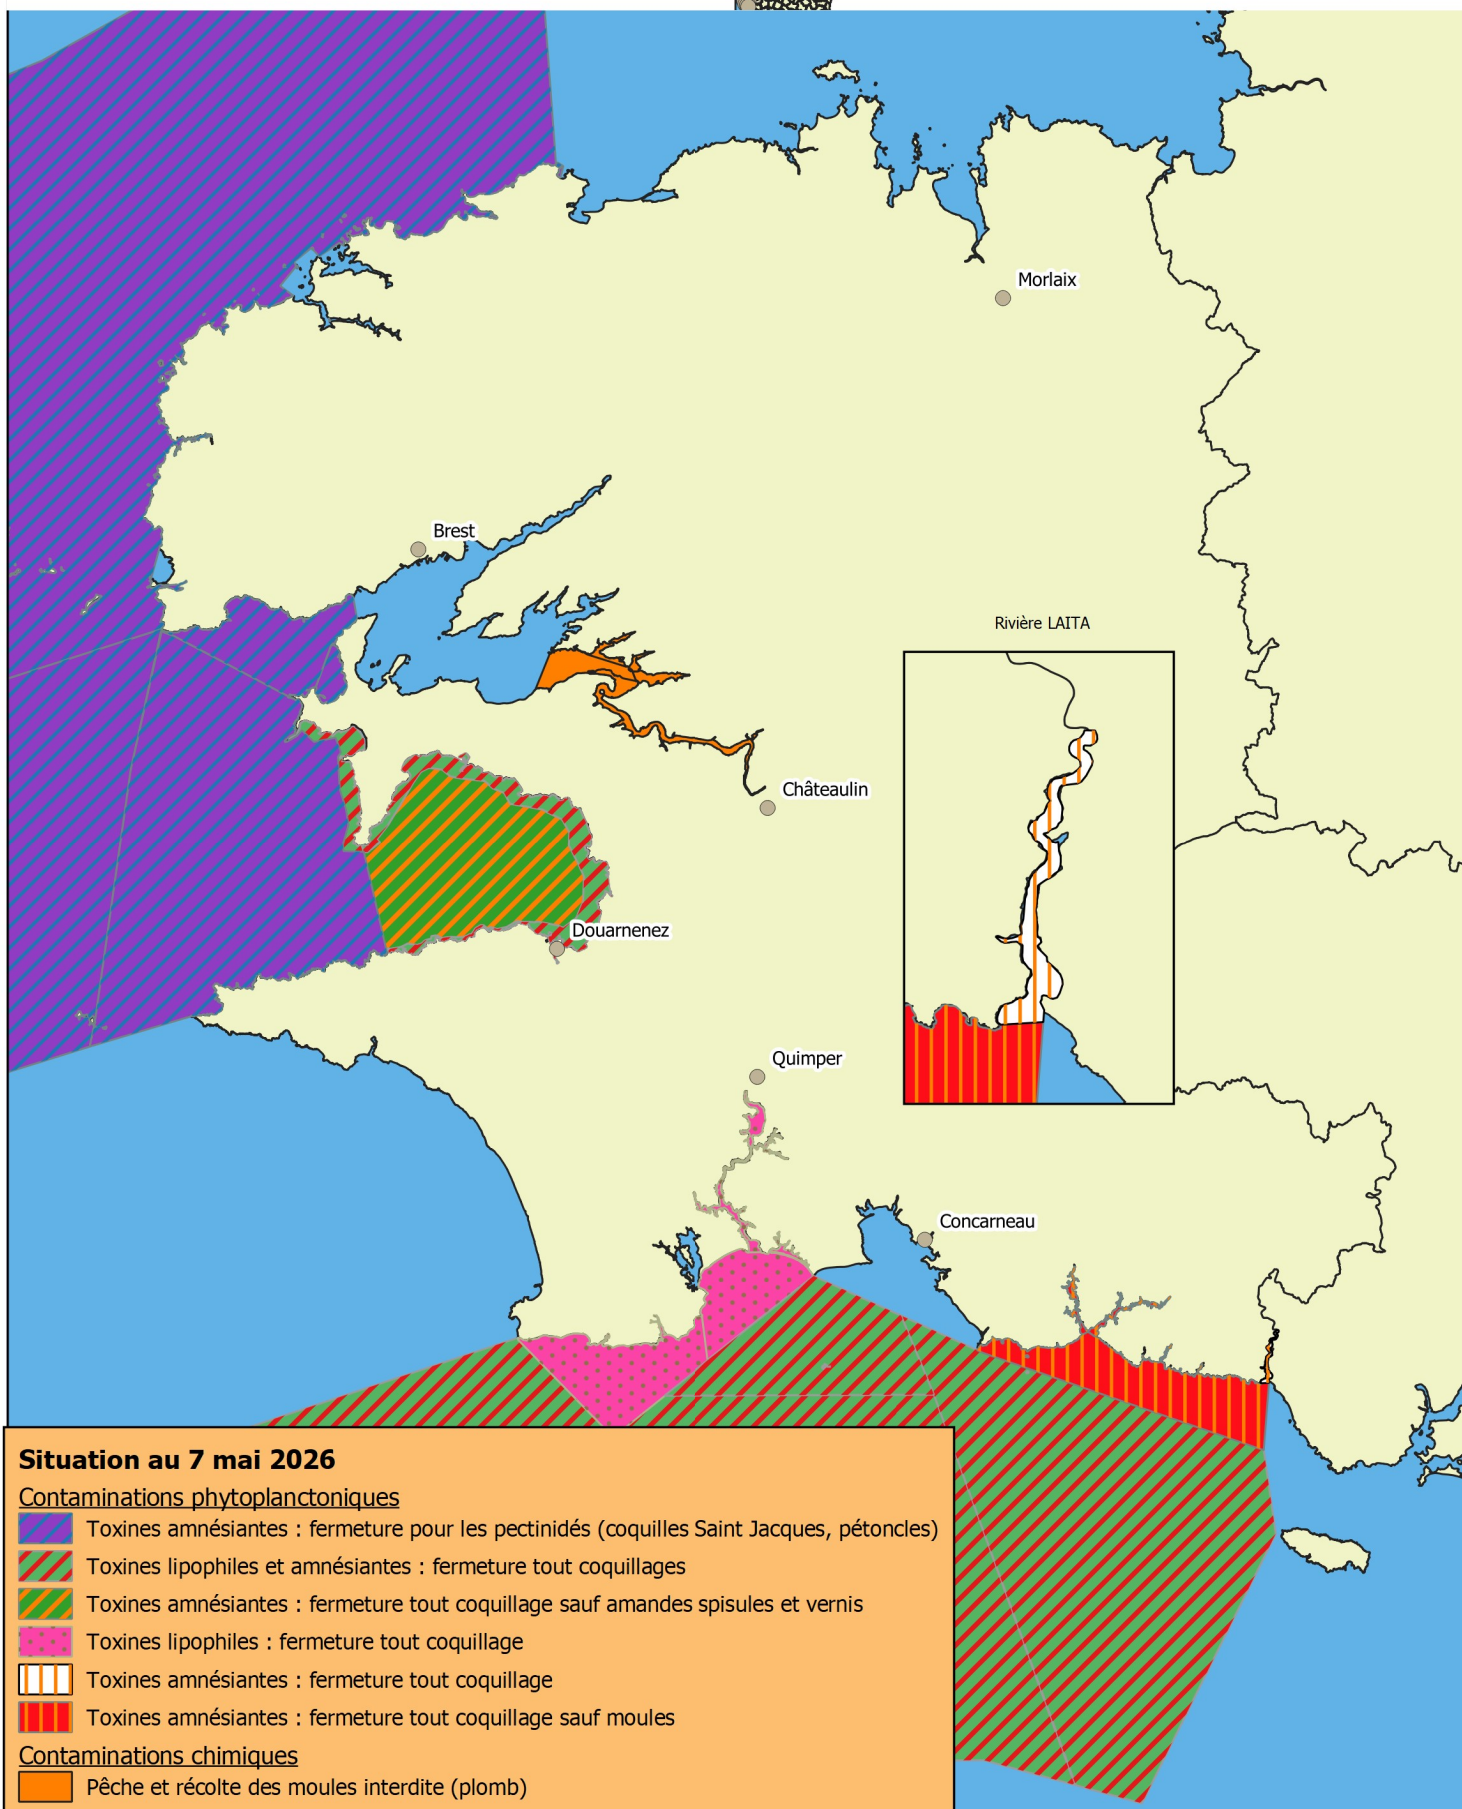 Morlaix
Brest
Rivière LAITA
Châteaulin
Douarnenez
Quimper
Concarneau
Situation au 7 mai 2026
Contaminations phytoplanctoniques
Toxines amnésiantes : fermeture pour les pectinidés (coquilles Saint Jacques, pétoncles)
Toxines lipophiles et amnésiantes : fermeture tout coquillages
Toxines amnésiantes : fermeture tout coquillage sauf amandes spisules et vernis
Toxines lipophiles : fermeture tout coquillage
Toxines amnésiantes : fermeture tout coquillage
Toxines amnésiantes : fermeture tout coquillage sauf moules
Contaminations chimiques
Pêche et récolte des moules interdite (plomb)